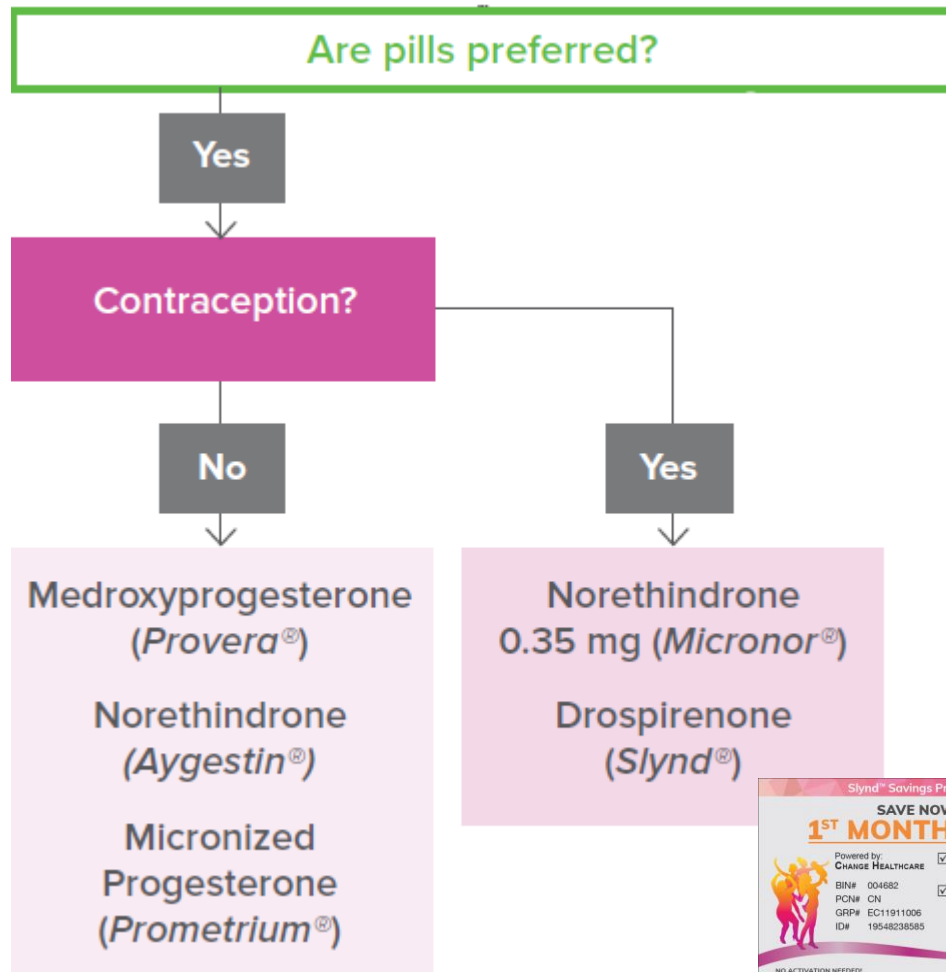 Are pills preferred?
Yes
Contraception?
No
Yes
Medroxyprogesterone
(Provera®)
Norethindrone
(Aygestin®)
Micronized
Progesterone
(Prometrium®)
Norethindrone
0.35 mg (Micronor®)
Drospirenone
(Slynd®)
Slynd™ Savings
SAVE NOW
1ST MONTH
Powered by:
CHANGE HEALTHCARE
BIN# 004682
PCN# CN
GRP# EC11911006
ID# 19548238585
NO ACTIVATION NEEDED!